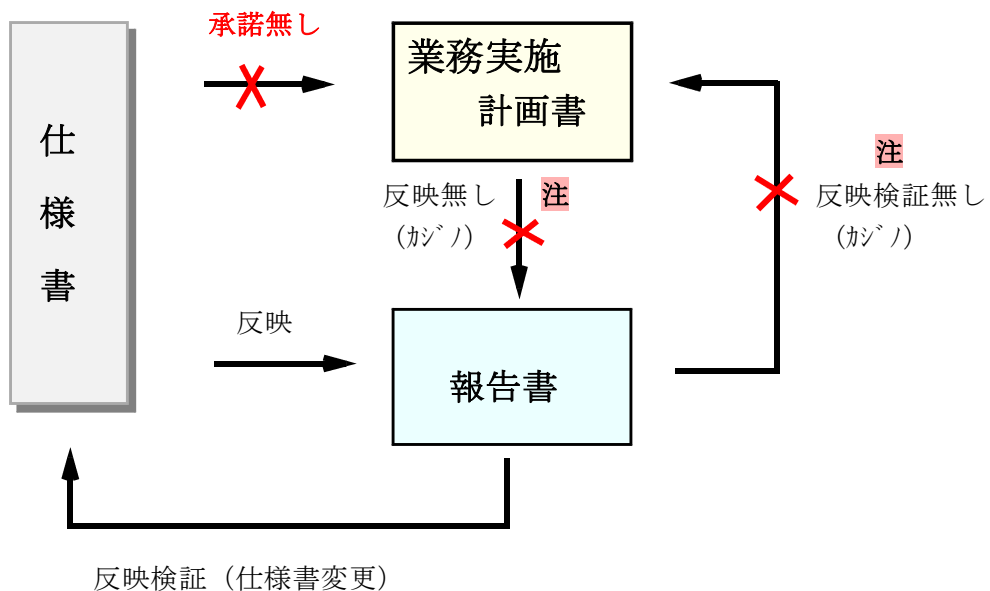 承諾無し
業務実施
計画書
仕
様
書
注
反映無し
(ｶｼﾞﾉ)
注
反映検証無し
(ｶｼﾞﾉ)
反映
報告書
反映検証（仕様書変更）